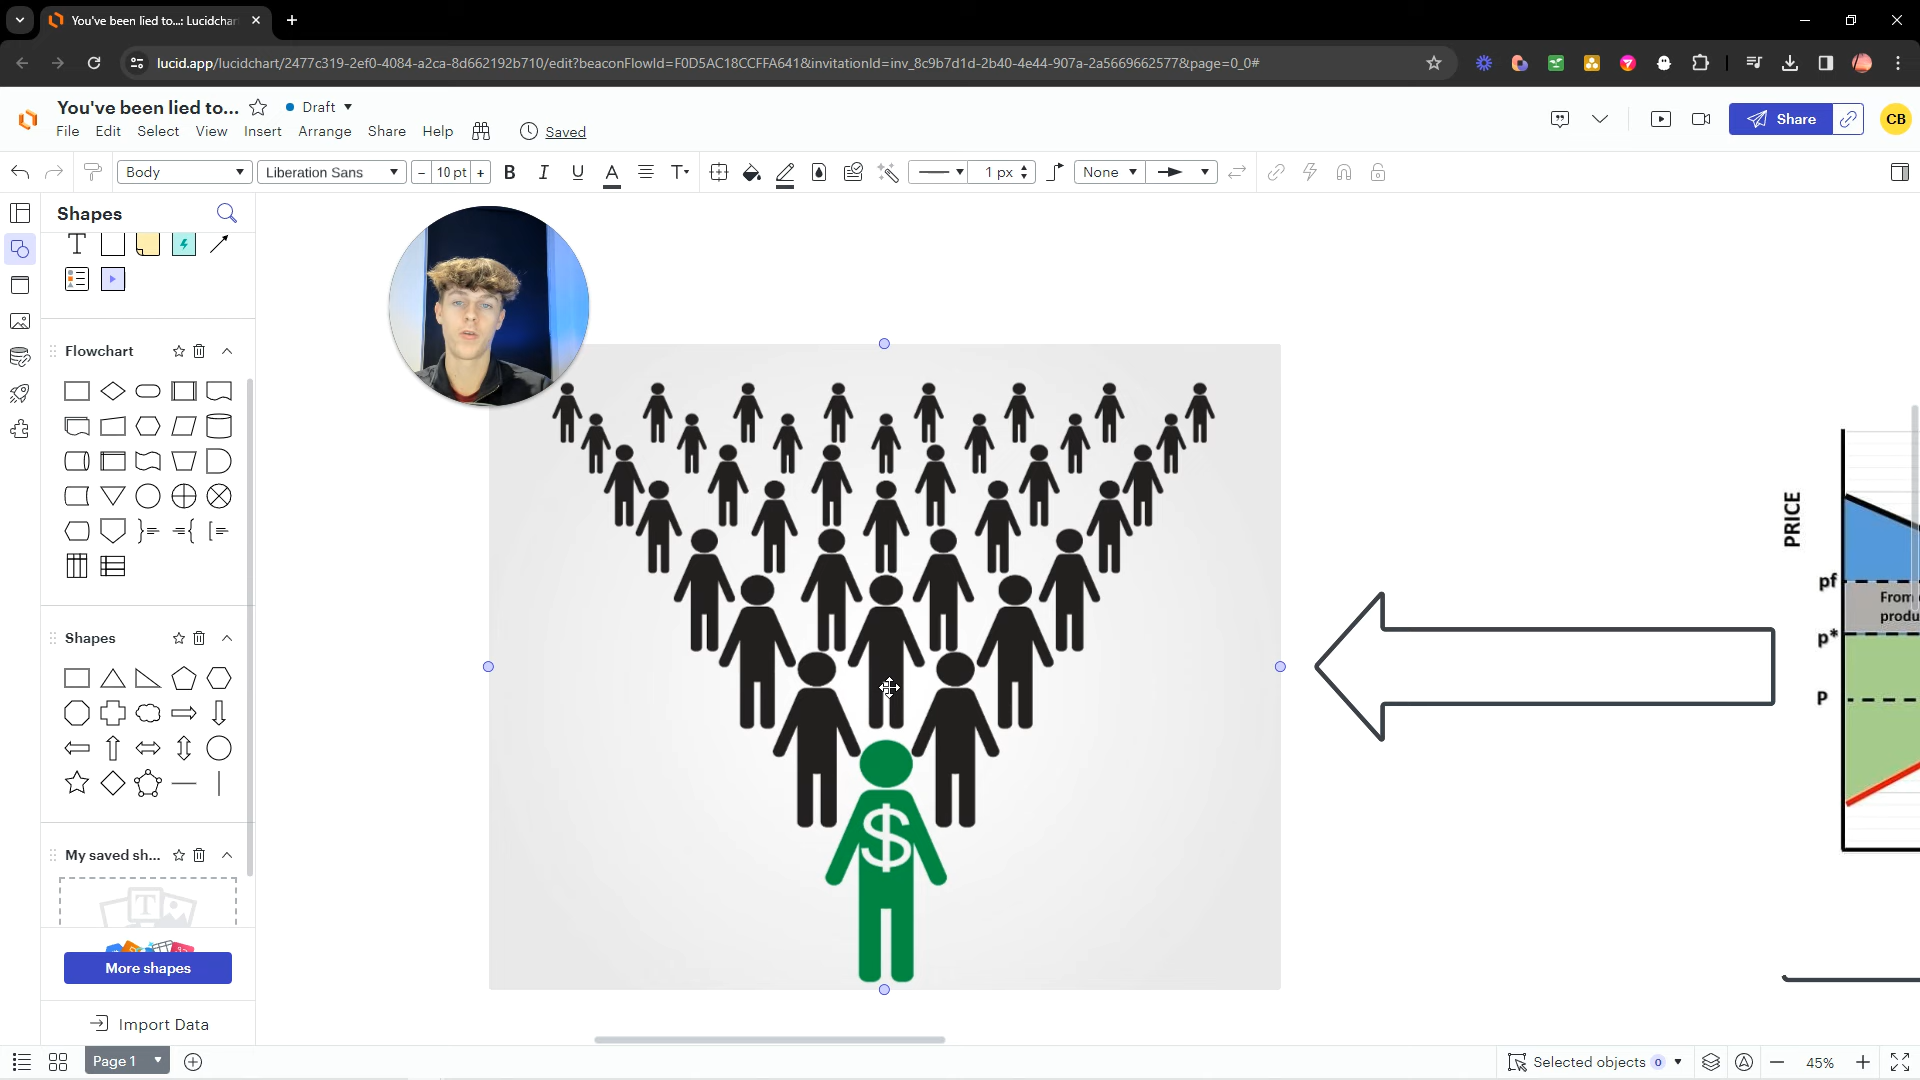 You've been lied to...: Lucidchar
lucid.app/lucidchart/2477c319-2ef0-4084-a2ca-8d662192b710/edit?beaconFlowId=F0D5AC18CCFFA641&invitationId=inv_8c9b7d1d-2b40-4e44-907a-2a5669662577&page=0_0#
You've been lied to...
Draft
File Edit Select View Insert Arrange Share Help
Saved
Share
CB
Body
Liberation Sans
- 10 pt +
B I U A T
1 px
None
Shapes
T
Flowchart
Shapes
My saved sh...
T
More shapes
Import Data
$
PRICE
pf
From
produ
p*
P
Page 1
Selected objects 0
45%